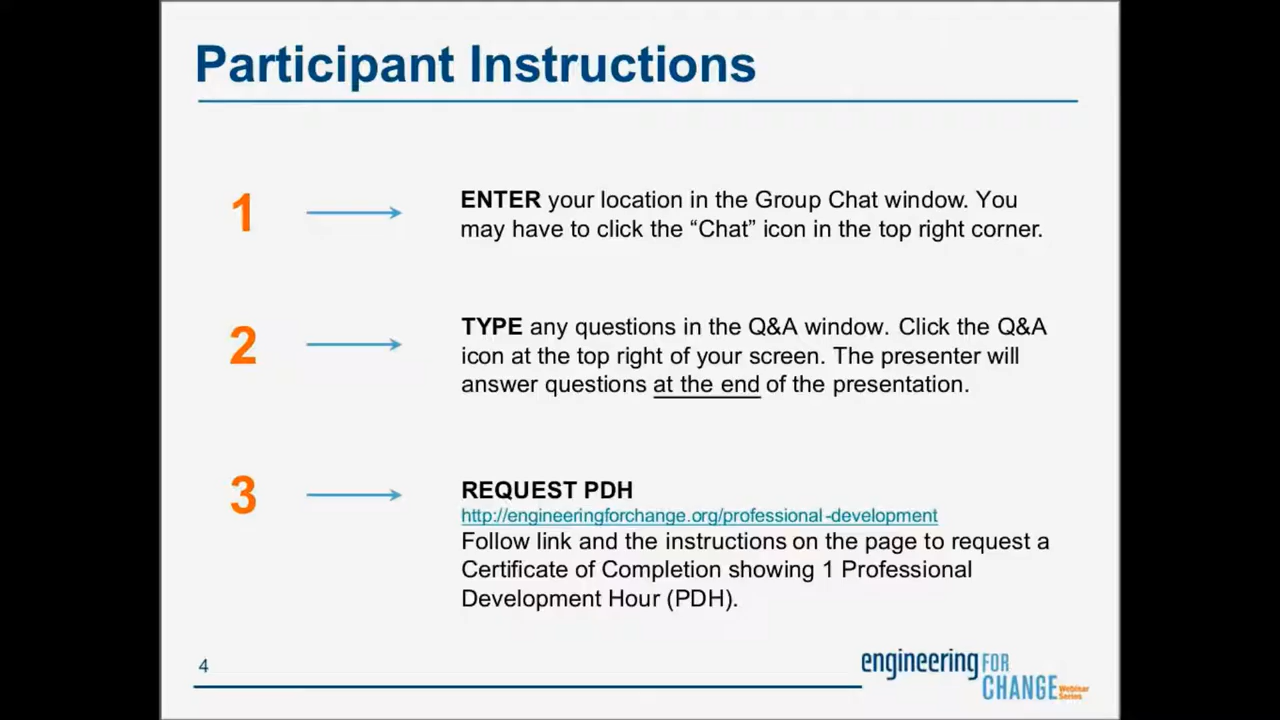 Participant Instructions
1
ENTER your location in the Group Chat window. You
may have to click the “Chat” icon in the top right corner.
2
TYPE any questions in the Q&A window. Click the Q&A
icon at the top right of your screen. The presenter will
answer questions at the end of the presentation.
3
REQUEST PDH
http://engineeringforchange.org/professional-development
Follow link and the instructions on the page to request a
Certificate of Completion showing 1 Professional
Development Hour (PDH).
4
engineering FOR
CHANGE Webinar
Series